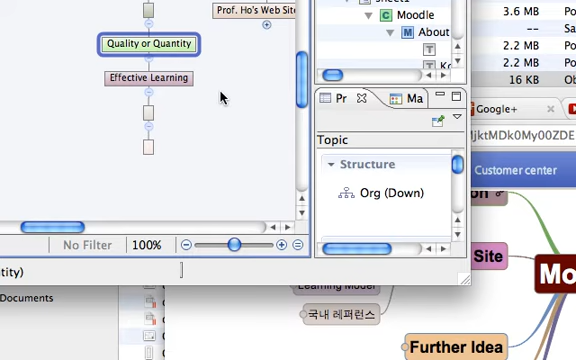 Prof. Ho's Web Site
Quality or Quantity
Effective Learning
Sheet1
Moodle
About
3.6 MB
2.2 MB
2.2 MB
16 KB
Google+
MjktMDk0My00ZDE
Customer center
Pr
Ma
Topic
Structure
Org (Down)
No Filter
100%
Site
Mo
Documents
Learning Model
국내 레퍼런스
Further Idea